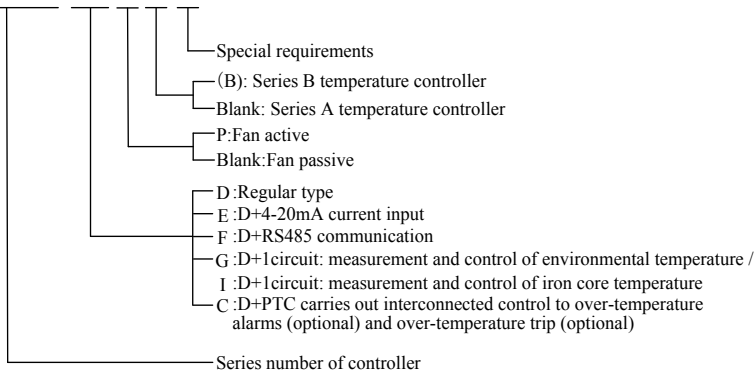 Special requirements
(B): Series B temperature controller
Blank: Series A temperature controller
P:Fan active
Blank:Fan passive
D :Regular type
E :D+4-20mA current input
F :D+RS485 communication
G :D+1circuit: measurement and control of environmental temperature /
I :D+1circuit: measurement and control of iron core temperature
C :D+PTC carries out interconnected control to over-temperature
alarms (optional) and over-temperature trip (optional)
Series number of controller